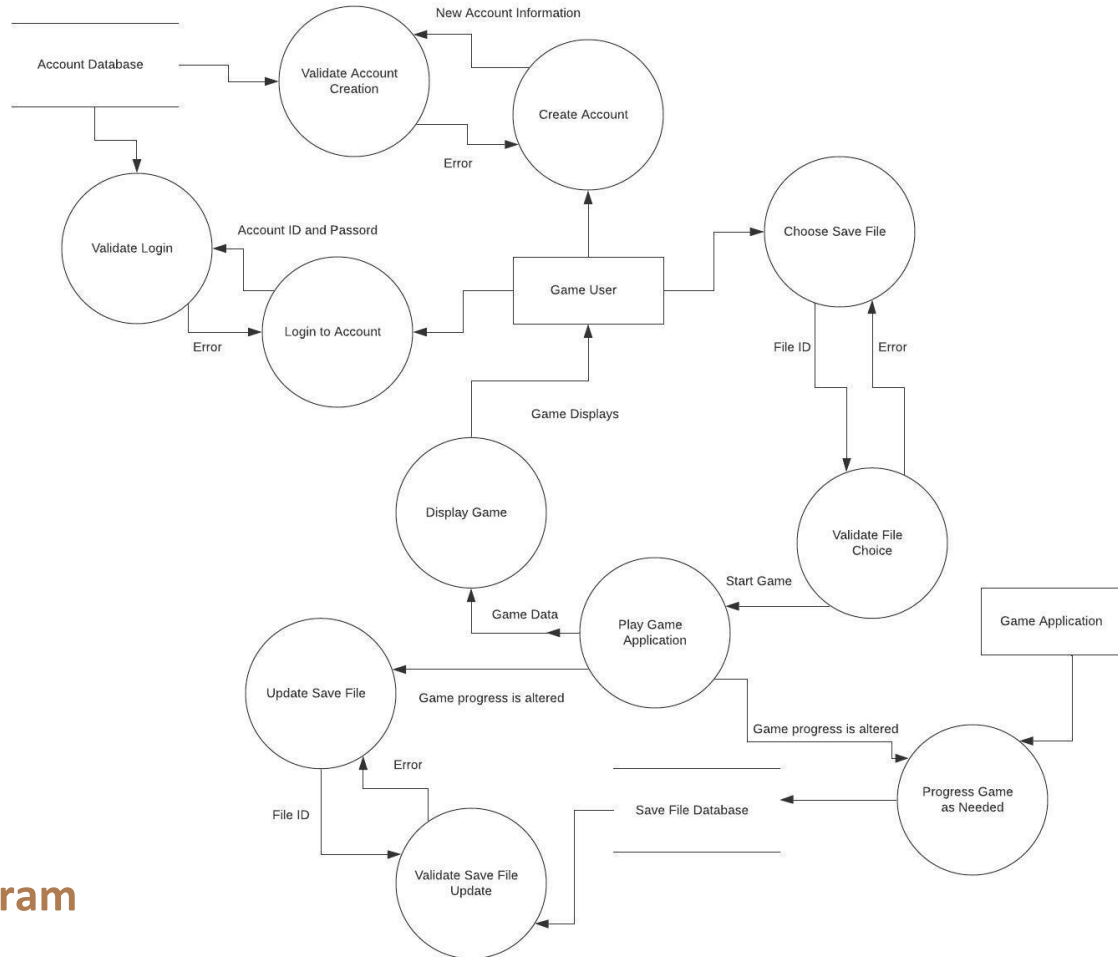 New Account Information
Account Database
Validate Account
Creation
Create Account
Error
Account ID and Passord
Validate Login
Choose Save File
Game User
Login to Account
Error
File ID
Error
Game Displays
Display Game
Validate File
Choice
Start Game
Game Data
Play Game
Application
Game Application
Update Save File
Game progress is altered
Game progress is altered
Error
Progress Game
as Needed
File ID
Save File Database
Validate Save File
Update
ram